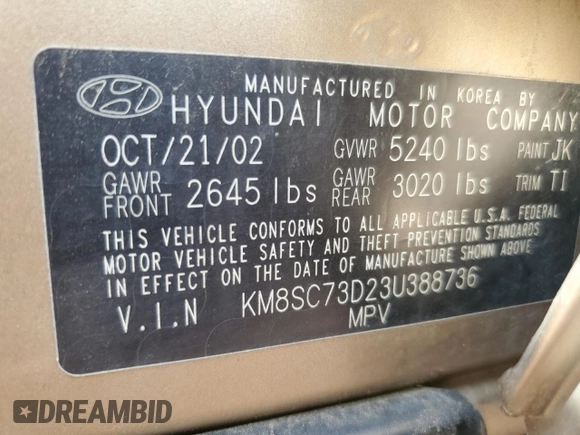 MANUFACTURED IN KOREA BY
HYUNDAI MOTOR COMPANY
OCT/21/02 GVWR 5240 lbs PAINT JK
GAWR FRONT 2645 lbs GAWR REAR 3020 lbs TRIM TI
THIS VEHICLE CONFORMS TO ALL APPLICABLE U.S.A. FEDERAL
MOTOR VEHICLE SAFETY AND THEFT PREVENTION STANDARDS
IN EFFECT ON THE DATE OF MANUFACTURE SHOWN ABOVE
V.I.N KM8SC73D23U388736
MPV
DREAMBID